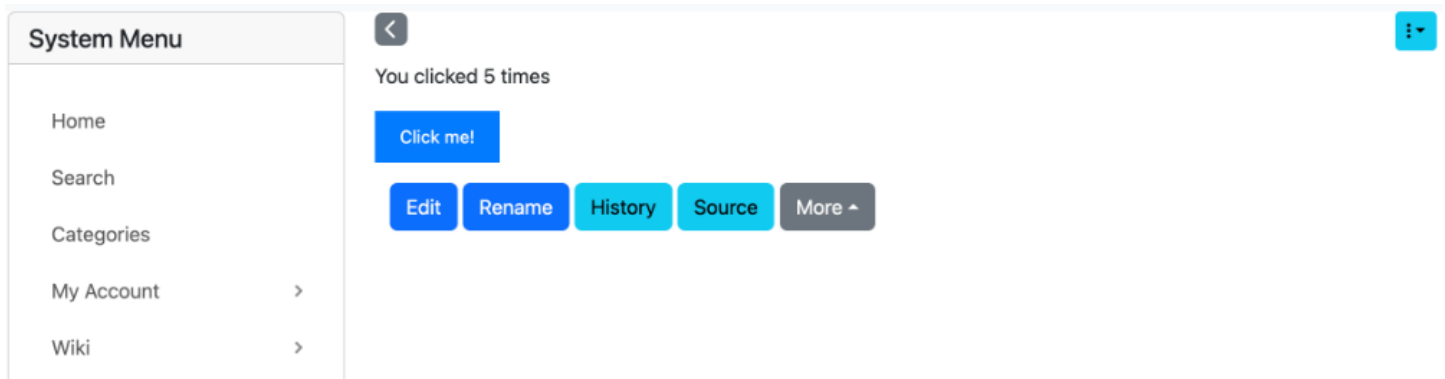 System Menu
Home
Search
Categories
My Account
Wiki
You clicked 5 times
Click me!
Edit Rename History Source More